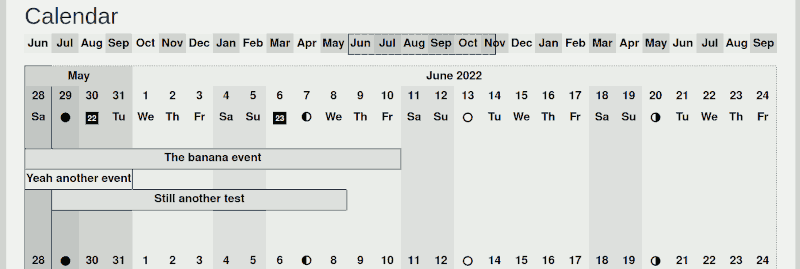 Calendar
Jun Jul Aug Sep Oct Nov Dec Jan Feb Mar Apr May Jun Jul Aug Sep Oct Nov Dec Jan Feb Mar Apr May Jun Jul Aug Sep
May June 2022
28 29 30 31 1 2 3 4 5 6 7 8 9 10 11 12 13 14 15 16 17 18 19 20 21 22 23 24
Sa 22 Tu We Th Fr Sa Su 23 We Th Fr Sa Su Tu We Th Fr Sa Su Tu We Th Fr
The banana event
Yeah another event
Still another test
28 30 31 1 2 3 4 5 6 8 9 10 11 12 14 15 16 17 18 19 21 22 23 24